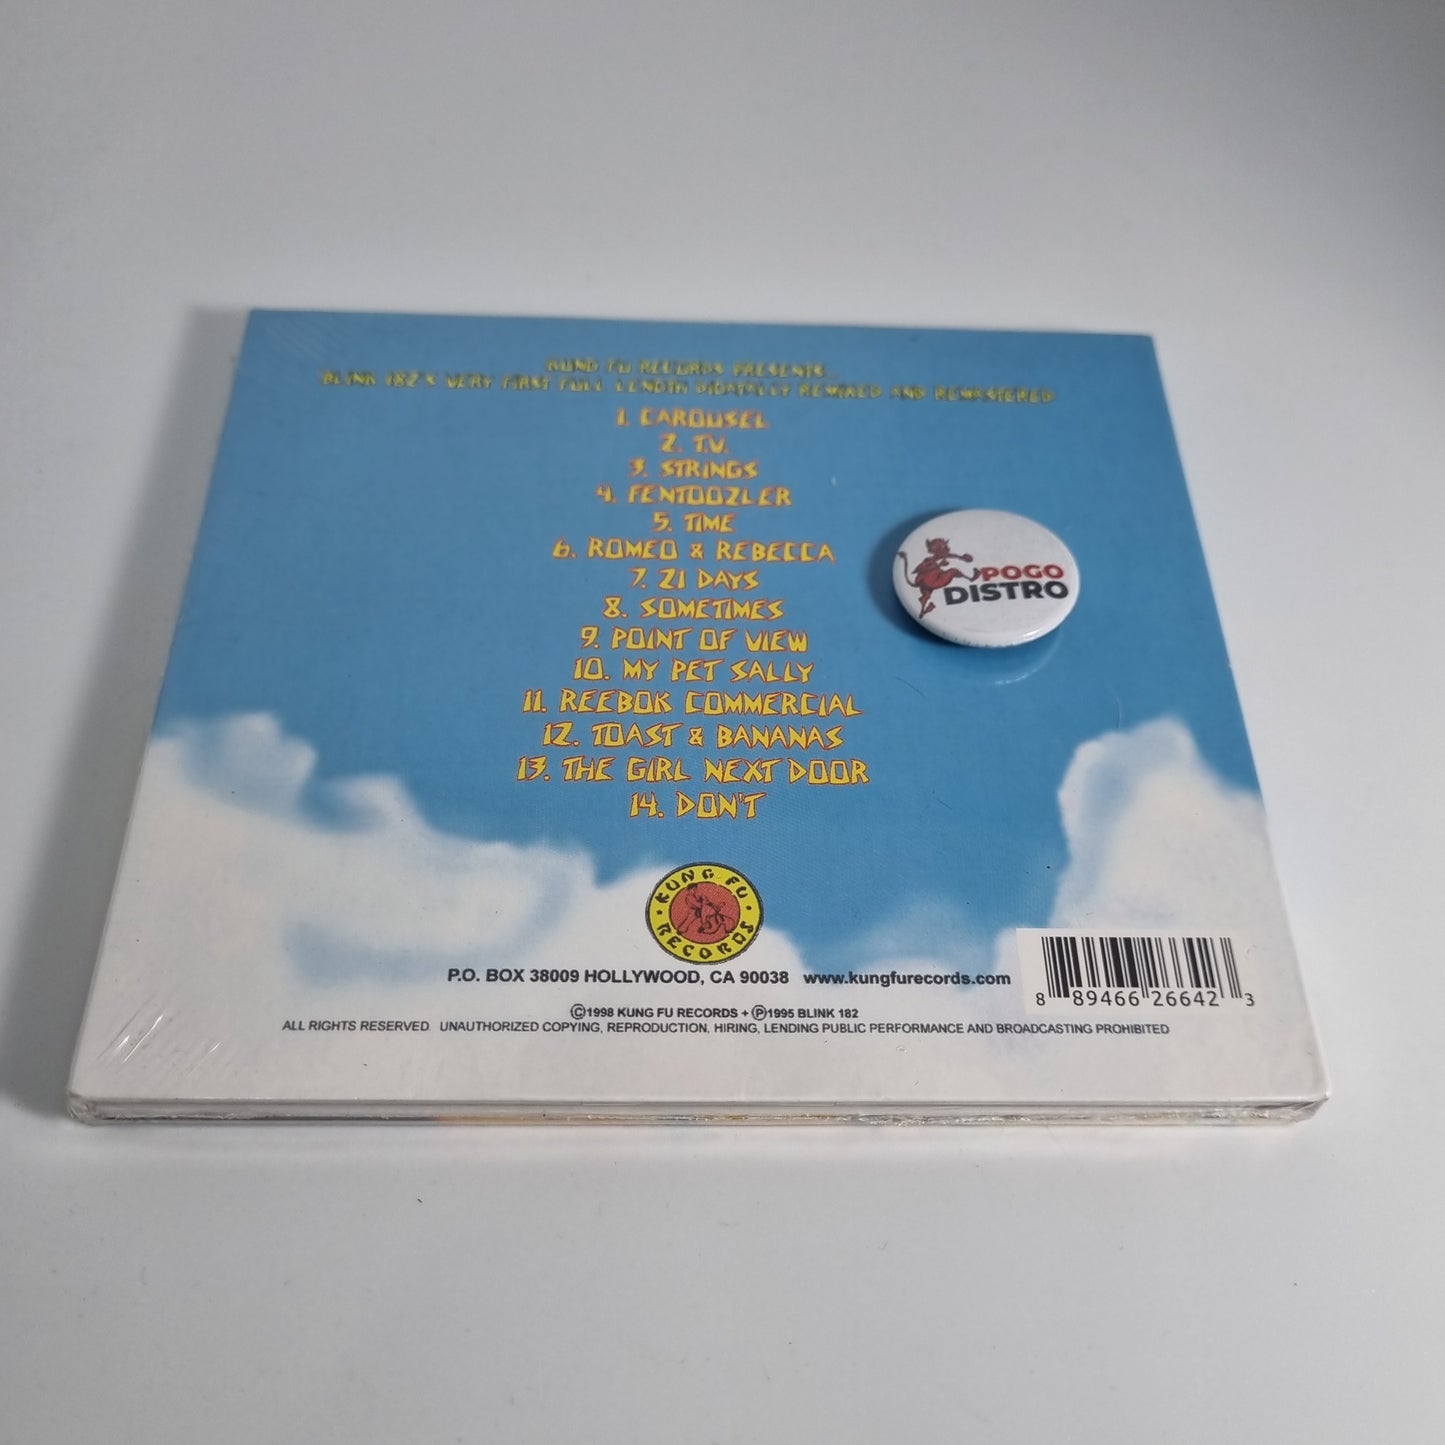 KUNG FU RECORDS PRESENTS...
BLINK 182'S VERY FIRST FULL LENGTH DIGATALLY REMIXED AND REMASTERED
1. CAROUSEL
2. T.V.
3. STRINGS
4. FENTOOZLER
5. TIME
6. ROMEO & REBECCA
7. 21 DAYS
8. SOMETIMES
9. POINT OF VIEW
10. MY PET SALLY
11. REEBOK COMMERCIAL
12. TOAST & BANANAS
13. THE GIRL NEXT DOOR
14. DON'T
POGO
DISTRO
KUNG FU
RECORDS
P.O. BOX 38009 HOLLYWOOD, CA 90038 www.kungfurecords.com
©1998 KUNG FU RECORDS + ℗1995 BLINK 182
ALL RIGHTS RESERVED. UNAUTHORIZED COPYING, REPRODUCTION, HIRING, LENDING PUBLIC PERFORMANCE AND BROADCASTING PROHIBITED
8 89466 26642 3